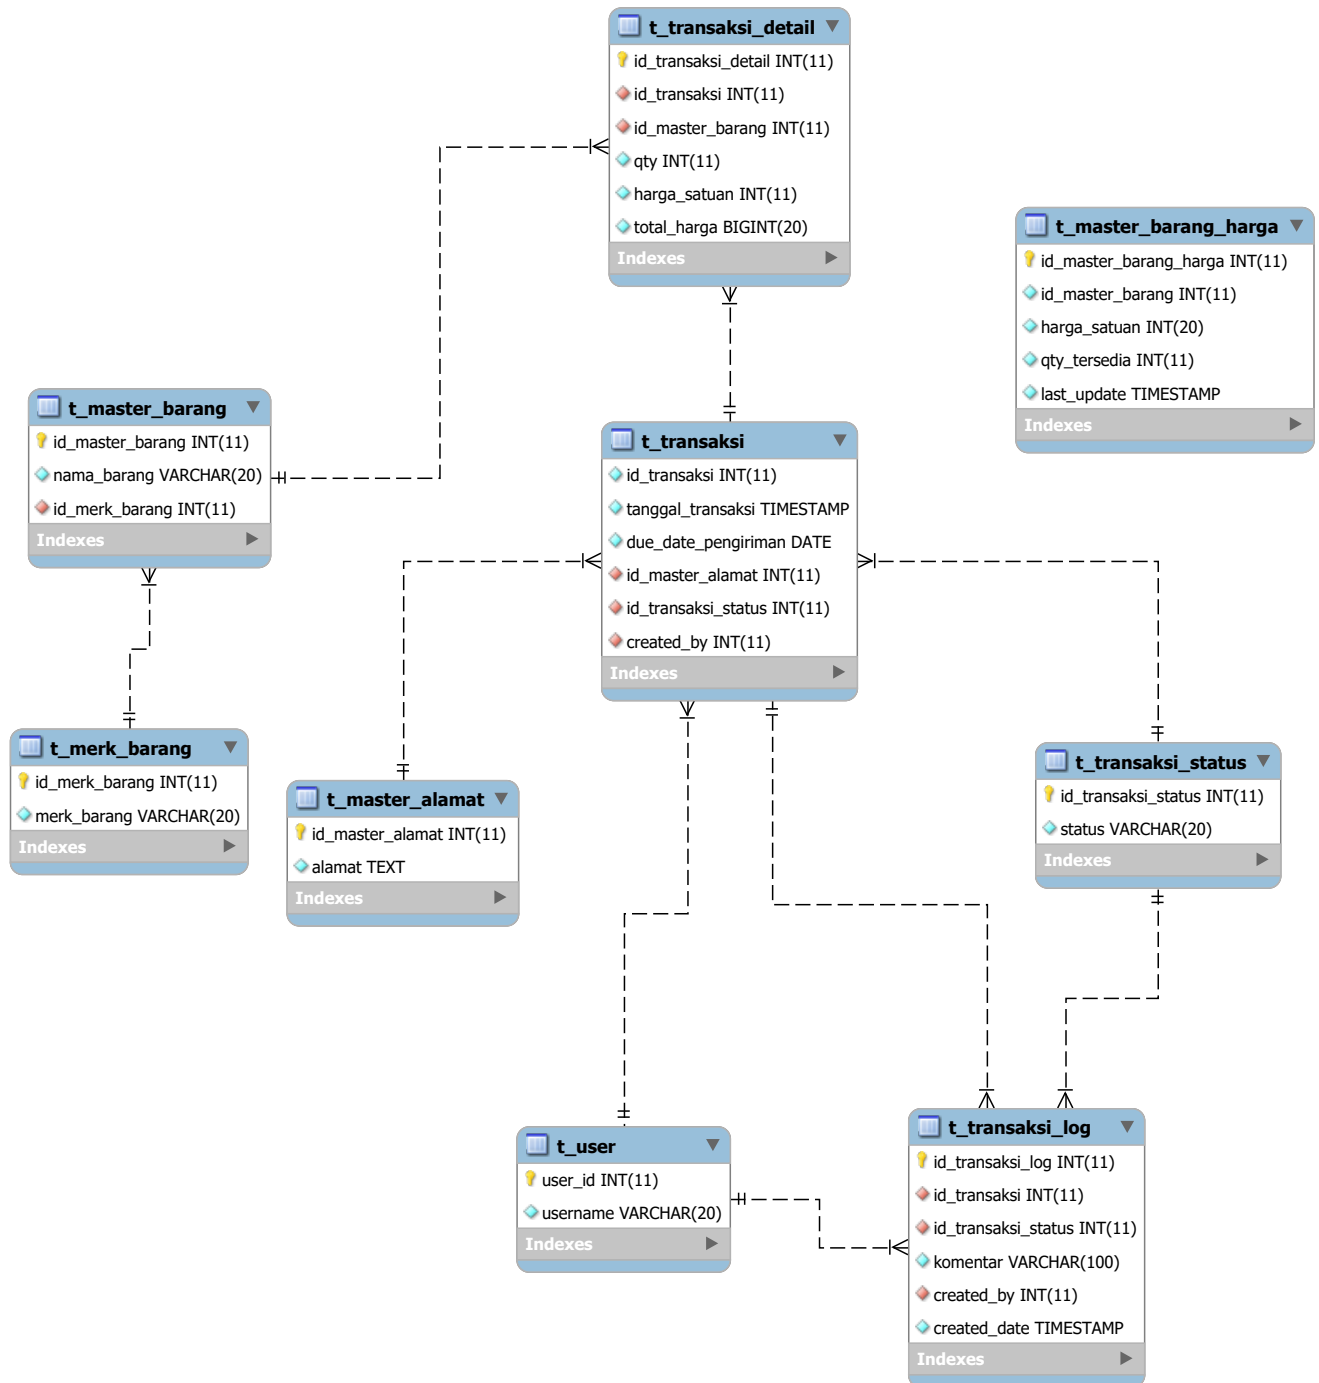 t_transaksi_detail
id_transaksi_detail INT(11)
id_transaksi INT(11)
id_master_barang INT(11)
qty INT(11)
harga_satuan INT(11)
total_harga BIGINT(20)
Indexes
t_master_barang_harga
id_master_barang_harga INT(11)
id_master_barang INT(11)
harga_satuan INT(20)
qty_tersedia INT(11)
last_update TIMESTAMP
Indexes
t_master_barang
id_master_barang INT(11)
nama_barang VARCHAR(20)
id_merk_barang INT(11)
Indexes
t_transaksi
id_transaksi INT(11)
tanggal_transaksi TIMESTAMP
due_date_pengiriman DATE
id_master_alamat INT(11)
id_transaksi_status INT(11)
created_by INT(11)
Indexes
t_merk_barang
id_merk_barang INT(11)
merk_barang VARCHAR(20)
Indexes
t_master_alamat
id_master_alamat INT(11)
alamat TEXT
Indexes
t_transaksi_status
id_transaksi_status INT(11)
status VARCHAR(20)
Indexes
t_user
user_id INT(11)
username VARCHAR(20)
Indexes
t_transaksi_log
id_transaksi_log INT(11)
id_transaksi INT(11)
id_transaksi_status INT(11)
komentar VARCHAR(100)
created_by INT(11)
created_date TIMESTAMP
Indexes